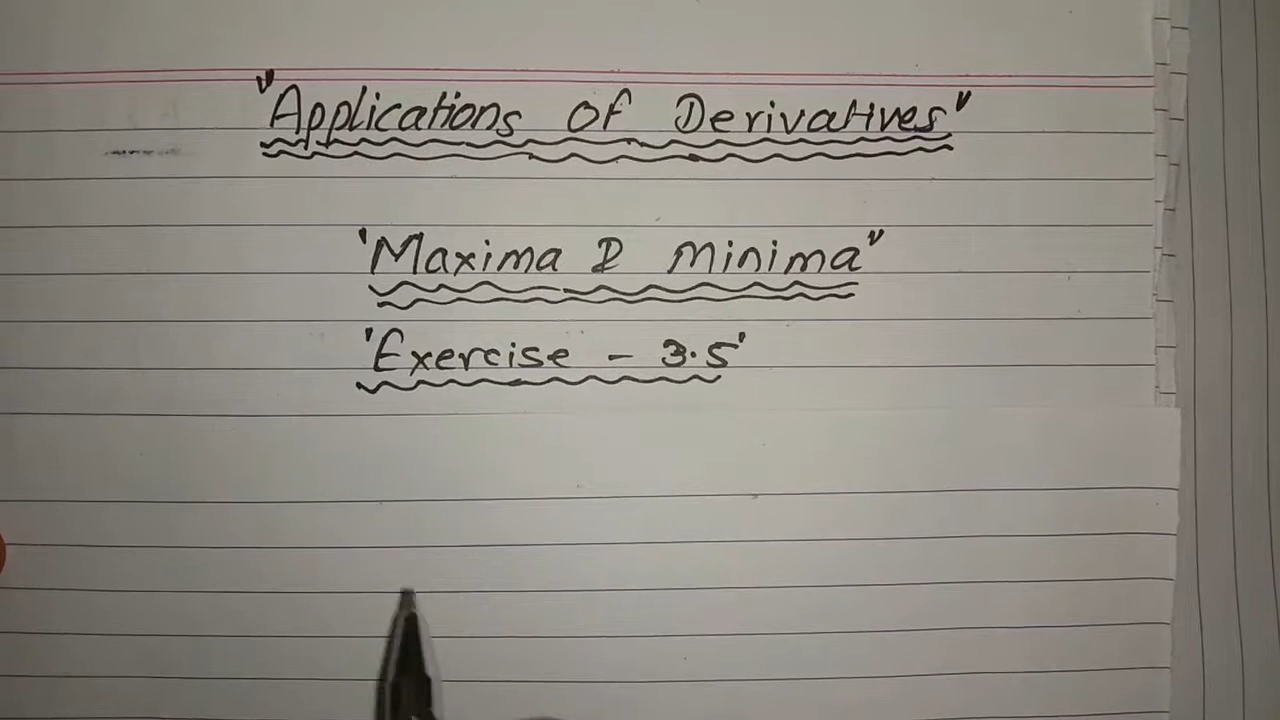 "Applications Of Derivatives"
'Maxima & Minima"
'Exercise - 3.5'